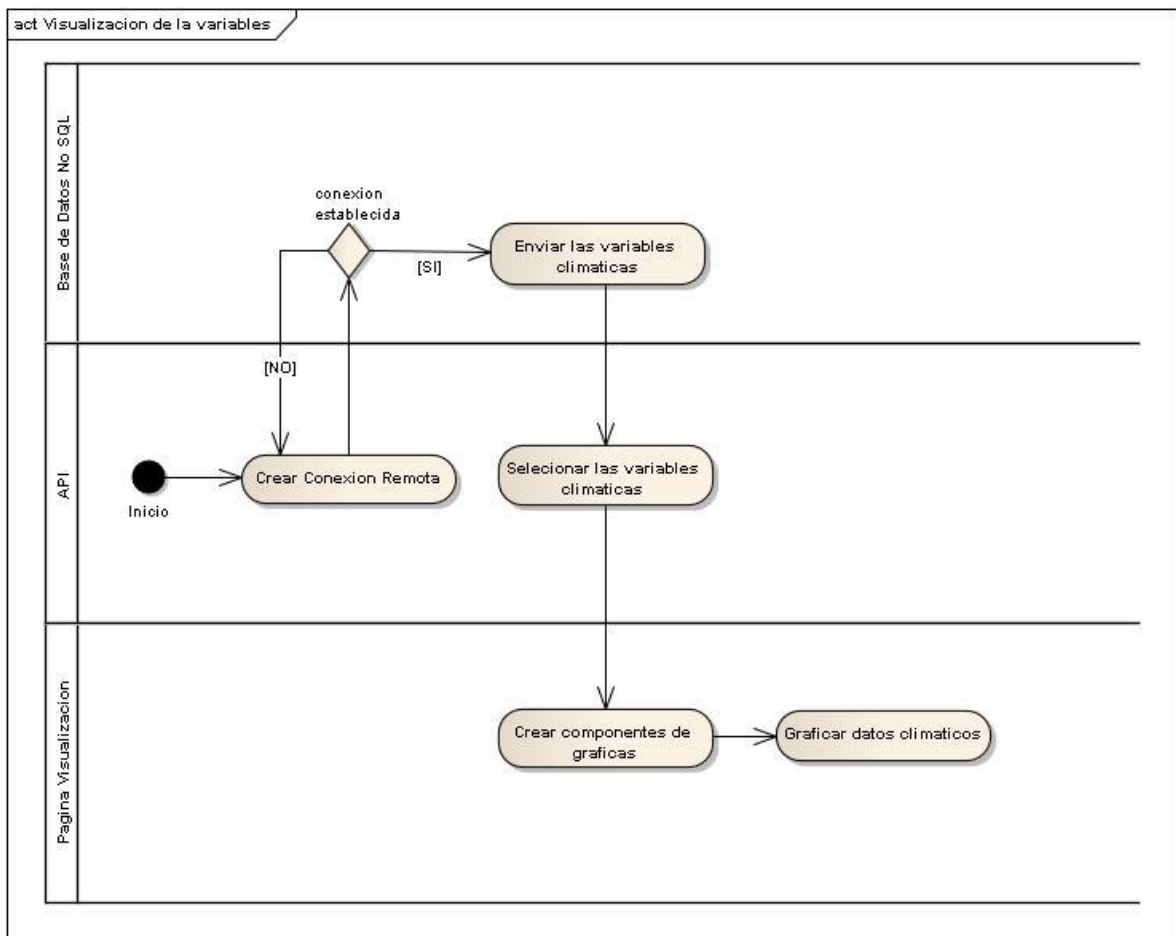 act Visualizacion de la variables
Base de Datos No SQL
conexion
establecida
[SI]
Enviar las variables
climaticas
[NO]
API
Inicio
Crear Conexion Remota
Selecionar las variables
climaticas
Pagina Visualizacion
Crear componentes de
graficas
Graficar datos climaticos